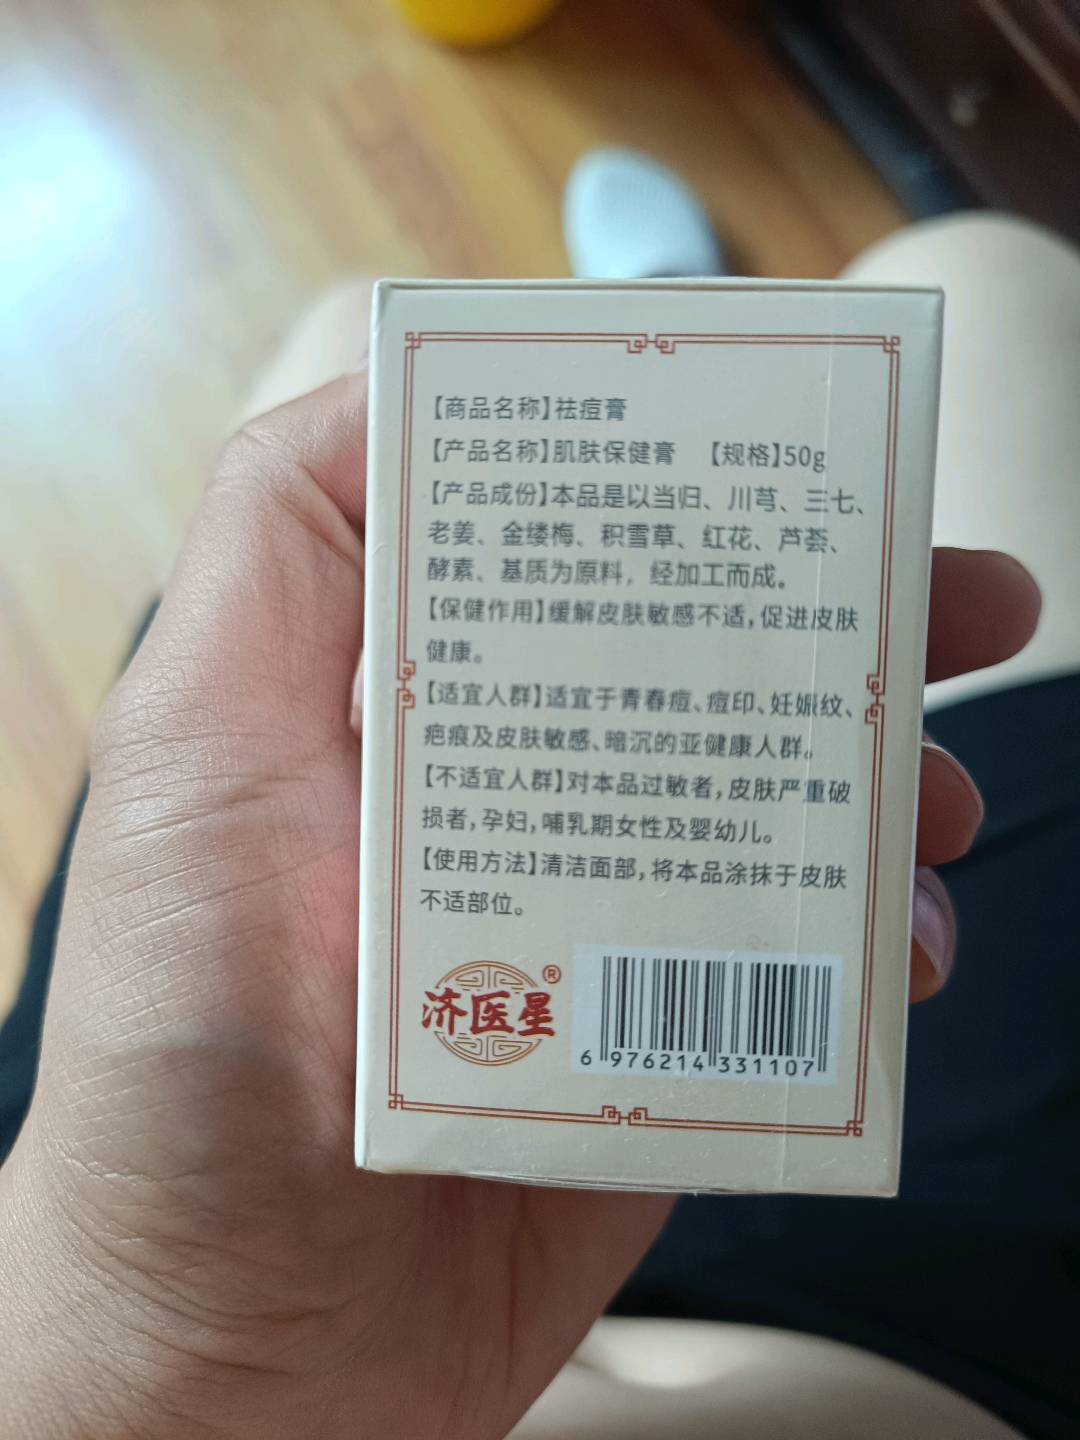 【商品名称】祛痘膏
【产品名称】肌肤保健膏 【规格】50g
【产品成份】本品是以当归、川芎、三七、
老姜、金缕梅、积雪草、红花、芦荟、
酵素、基质为原料，经加工而成。
【保健作用】缓解皮肤敏感不适，促进皮肤
健康。
【适宜人群】适宜于青春痘、痘印、妊娠纹、
疤痕及皮肤敏感、暗沉的亚健康人群。
【不适宜人群】对本品过敏者，皮肤严重破
损者，孕妇，哺乳期女性及婴幼儿。
【使用方法】清洁面部，将本品涂抹于皮肤
不适部位。
济医星®
6 976214 331107